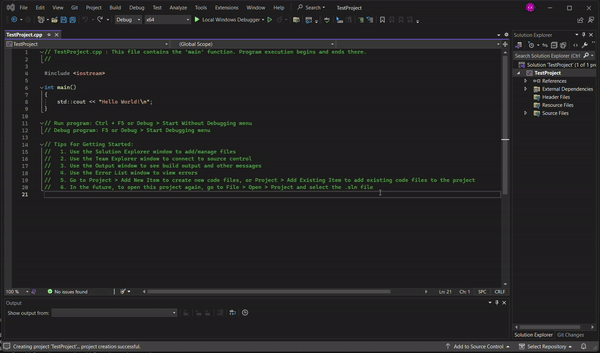 File Edit View Git Project Build Debug Test Analyze Tools Extensions Window Help Search TestProject
Debug x64 Local Windows Debugger
TestProject.cpp
TestProject (Global Scope)
1 // TestProject.cpp : This file contains the 'main' function. Program execution begins and ends there.
2 //
3
4 #include <iostream>
5
6 int main()
7 {
8 std::cout << "Hello World!\n";
9 }
10
11 // Run program: Ctrl + F5 or Debug > Start Without Debugging menu
12 // Debug program: F5 or Debug > Start Debugging menu
13
14 // Tips for Getting Started:
15 // 1. Use the Solution Explorer window to add/manage files
16 // 2. Use the Team Explorer window to connect to source control
17 // 3. Use the Output window to see build output and other messages
18 // 4. Use the Error List window to view errors
19 // 5. Go to Project > Add New Item to create new code files, or Project > Add Existing Item to add existing code files to the project
20 // 6. In the future, to open this project again, go to File > Open > Project and select the .sln file
21
100 % No issues found Ln: 21 Ch: 1 SPC CRLF
Output
Show output from:
Solution Explorer
Search Solution Explorer (Ctrl
Solution 'TestProject' (1 of 1 pr
TestProject
References
External Dependencies
Header Files
Resource Files
Source Files
Solution Explorer Git Changes
Creating project 'TestProject'... project creation successful.
Add to Source Control Select Repository